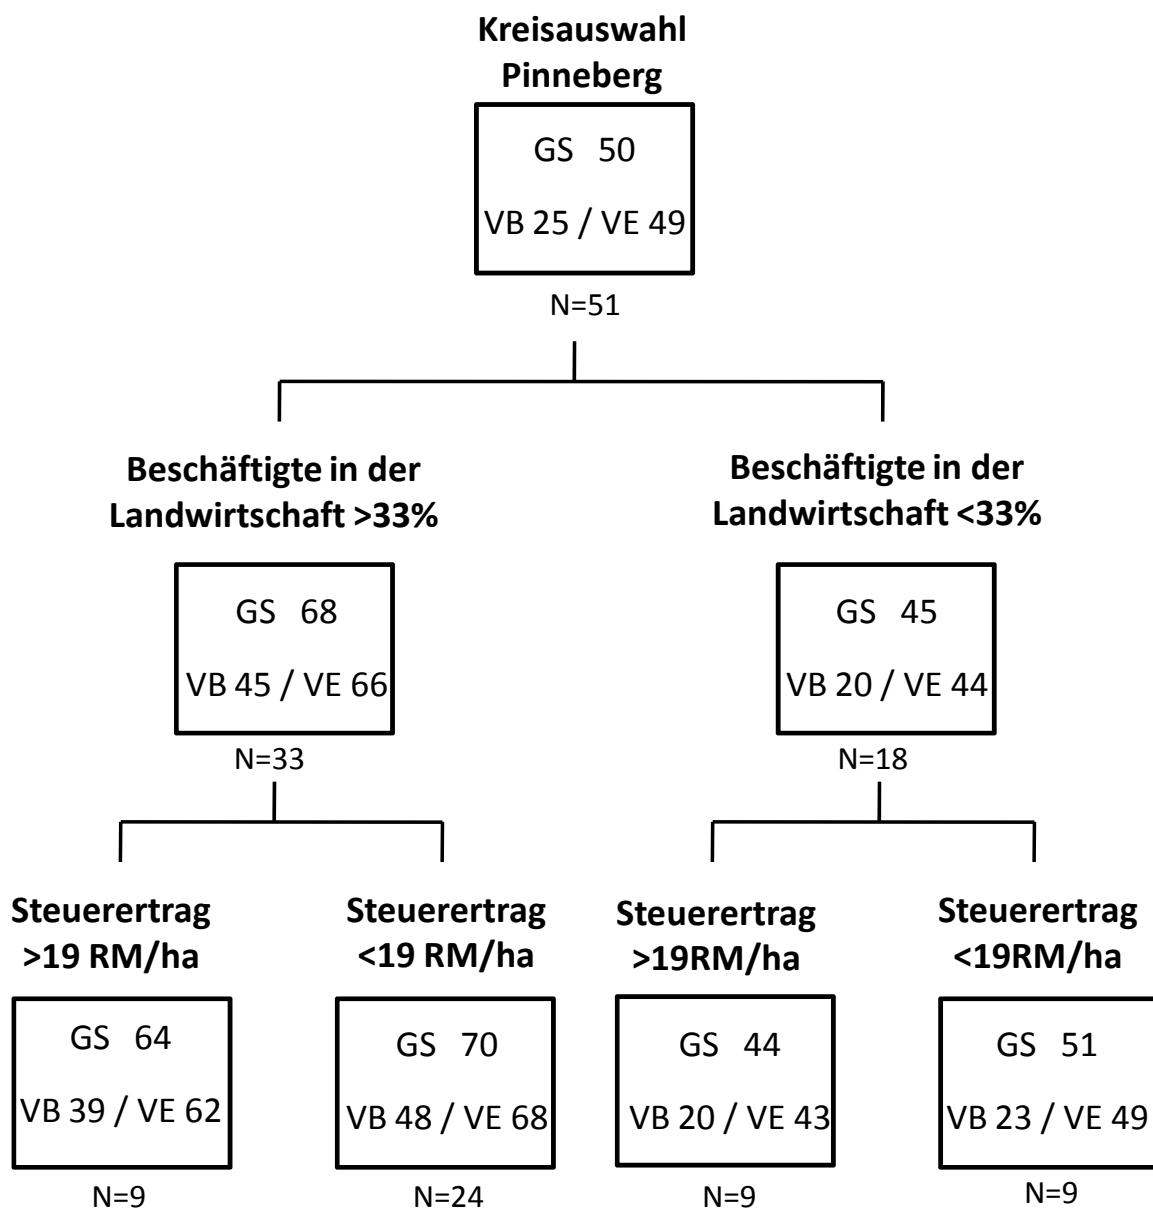 Kreisauswahl
Pinneberg
GS 50
VB 25 / VE 49
N=51
Beschäftigte in der
Landwirtschaft >33%
GS 68
VB 45 / VE 66
N=33
Beschäftigte in der
Landwirtschaft <33%
GS 45
VB 20 / VE 44
N=18
Steuerertrag
>19 RM/ha
GS 64
VB 39 / VE 62
N=9
Steuerertrag
<19 RM/ha
GS 70
VB 48 / VE 68
N=24
Steuerertrag
>19RM/ha
GS 44
VB 20 / VE 43
N=9
Steuerertrag
<19RM/ha
GS 51
VB 23 / VE 49
N=9